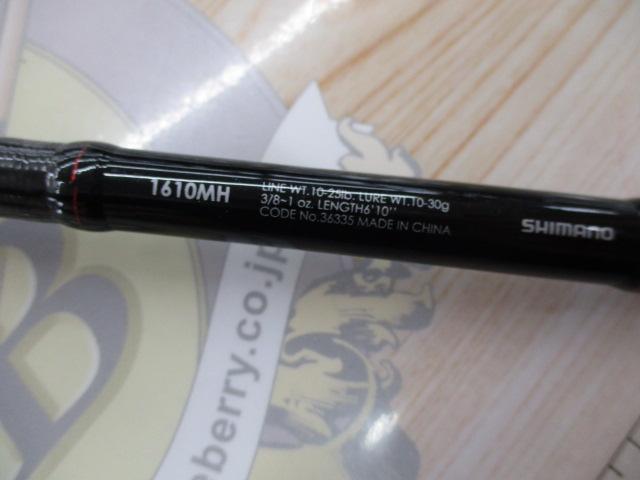 1610MH
LINE WT.10-25lb. LURE WT.10-30g
3/8~1 oz. LENGTH6'10''
CODE No.36335 MADE IN CHINA
SHIMANO
eberry.co.jp
B